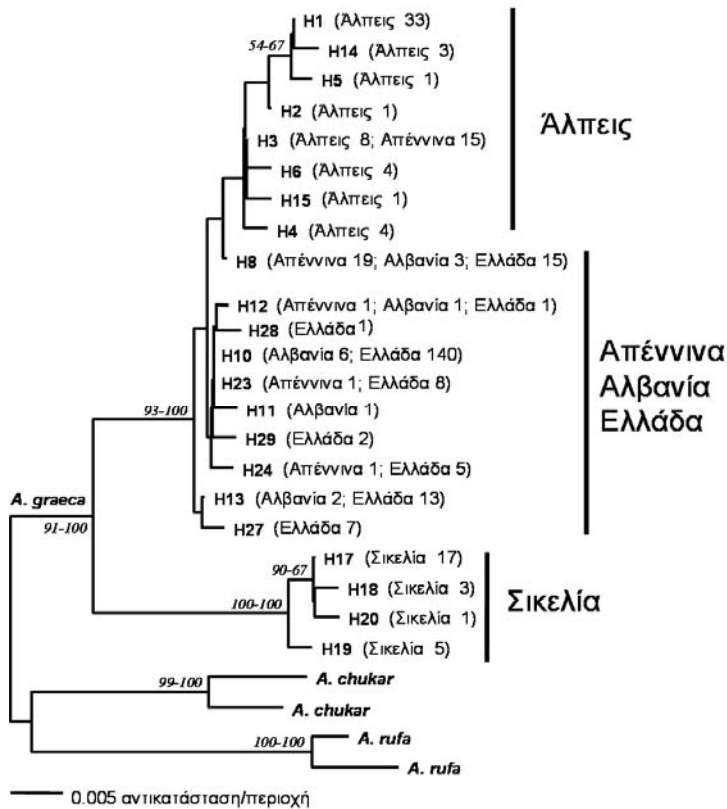 H1 (Άλπεις 33)
54-67
H14 (Άλπεις 3)
H5 (Άλπεις 1)
H2 (Άλπεις 1)
Άλπεις
H3 (Άλπεις 8; Απέννινα 15)
H6 (Άλπεις 4)
H15 (Άλπεις 1)
H4 (Άλπεις 4)
H8 (Απέννινα 19; Αλβανία 3; Ελλάδα 15)
H12 (Απέννινα 1; Αλβανία 1; Ελλάδα 1)
H28 (Ελλάδα 1)
H10 (Αλβανία 6; Ελλάδα 140)
Απέννινα
Αλβανία
Ελλάδα
H23 (Απέννινα 1; Ελλάδα 8)
H11 (Αλβανία 1)
93-100
H29 (Ελλάδα 2)
H24 (Απέννινα 1; Ελλάδα 5)
A. graeca
H13 (Αλβανία 2; Ελλάδα 13)
91-100
H27 (Ελλάδα 7)
H17 (Σικελία 17)
90-67
H18 (Σικελία 3)
Σικελία
100-100
H20 (Σικελία 1)
H19 (Σικελία 5)
99-100
A. chukar
A. chukar
100-100
A. rufa
A. rufa
0.005 αντικατάσταση/περιοχή